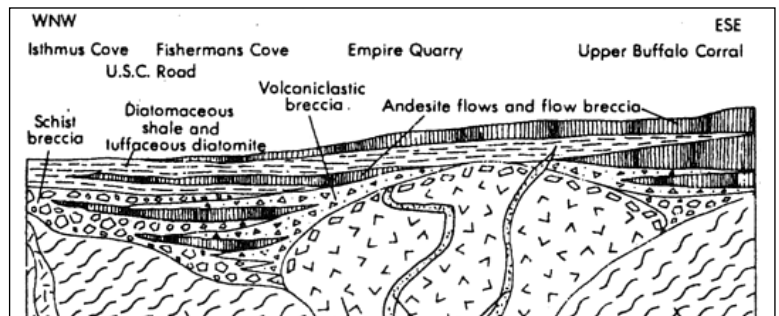 WNW
ESE
Isthmus Cove Fishermans Cove Empire Quarry Upper Buffalo Corral
U.S.C. Road
Volcaniclastic
breccia
Andesite flows and flow breccia
Schist
breccia
Diatomaceous
shale and
tuffaceous diatomite